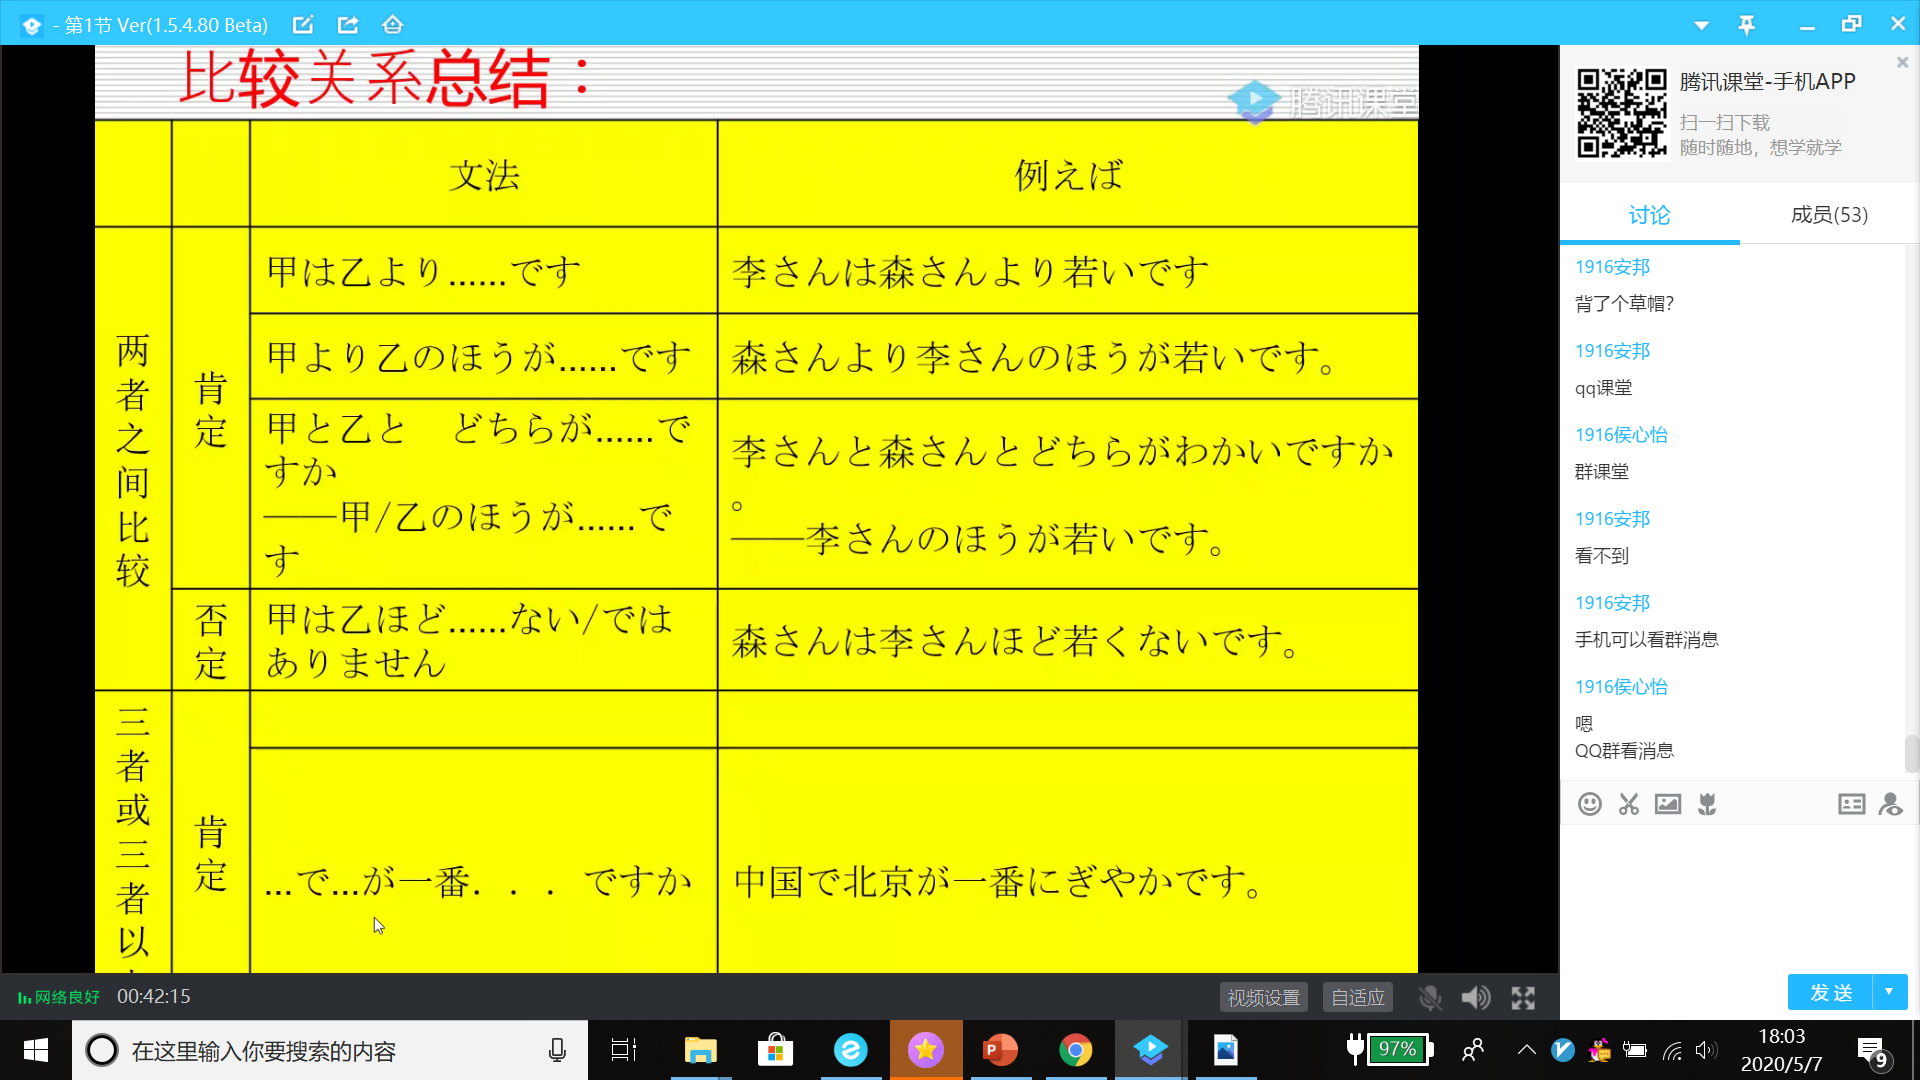 - 第1节 Ver(1.5.4.80 Beta)
比较关系总结：
腾讯课堂
文法
例えば
两者之间比较
肯定
甲は乙より……です
李さんは森さんより若いです
甲より乙のほうが……です
森さんより李さんのほうが若いです。
甲と乙と　どちらが……で
すか
——甲/乙のほうが……で
す
李さんと森さんとどちらがわかいですか
。
——李さんのほうが若いです。
否定
甲は乙ほど……ない/では
ありません
森さんは李さんほど若くないです。
三者或三者以
肯定
…で…が一番．．．ですか
中国で北京が一番にぎやかです。
网络良好
00:42:15
视频设置
自适应
腾讯课堂-手机APP
扫一扫下载
随时随地，想学就学
讨论
成员(53)
1916安邦
背了个草帽?
1916安邦
qq课堂
1916侯心怡
群课堂
1916安邦
看不到
1916安邦
手机可以看群消息
1916侯心怡
嗯
QQ群看消息
发送
在这里输入你要搜索的内容
97%
18:03
2020/5/7
9